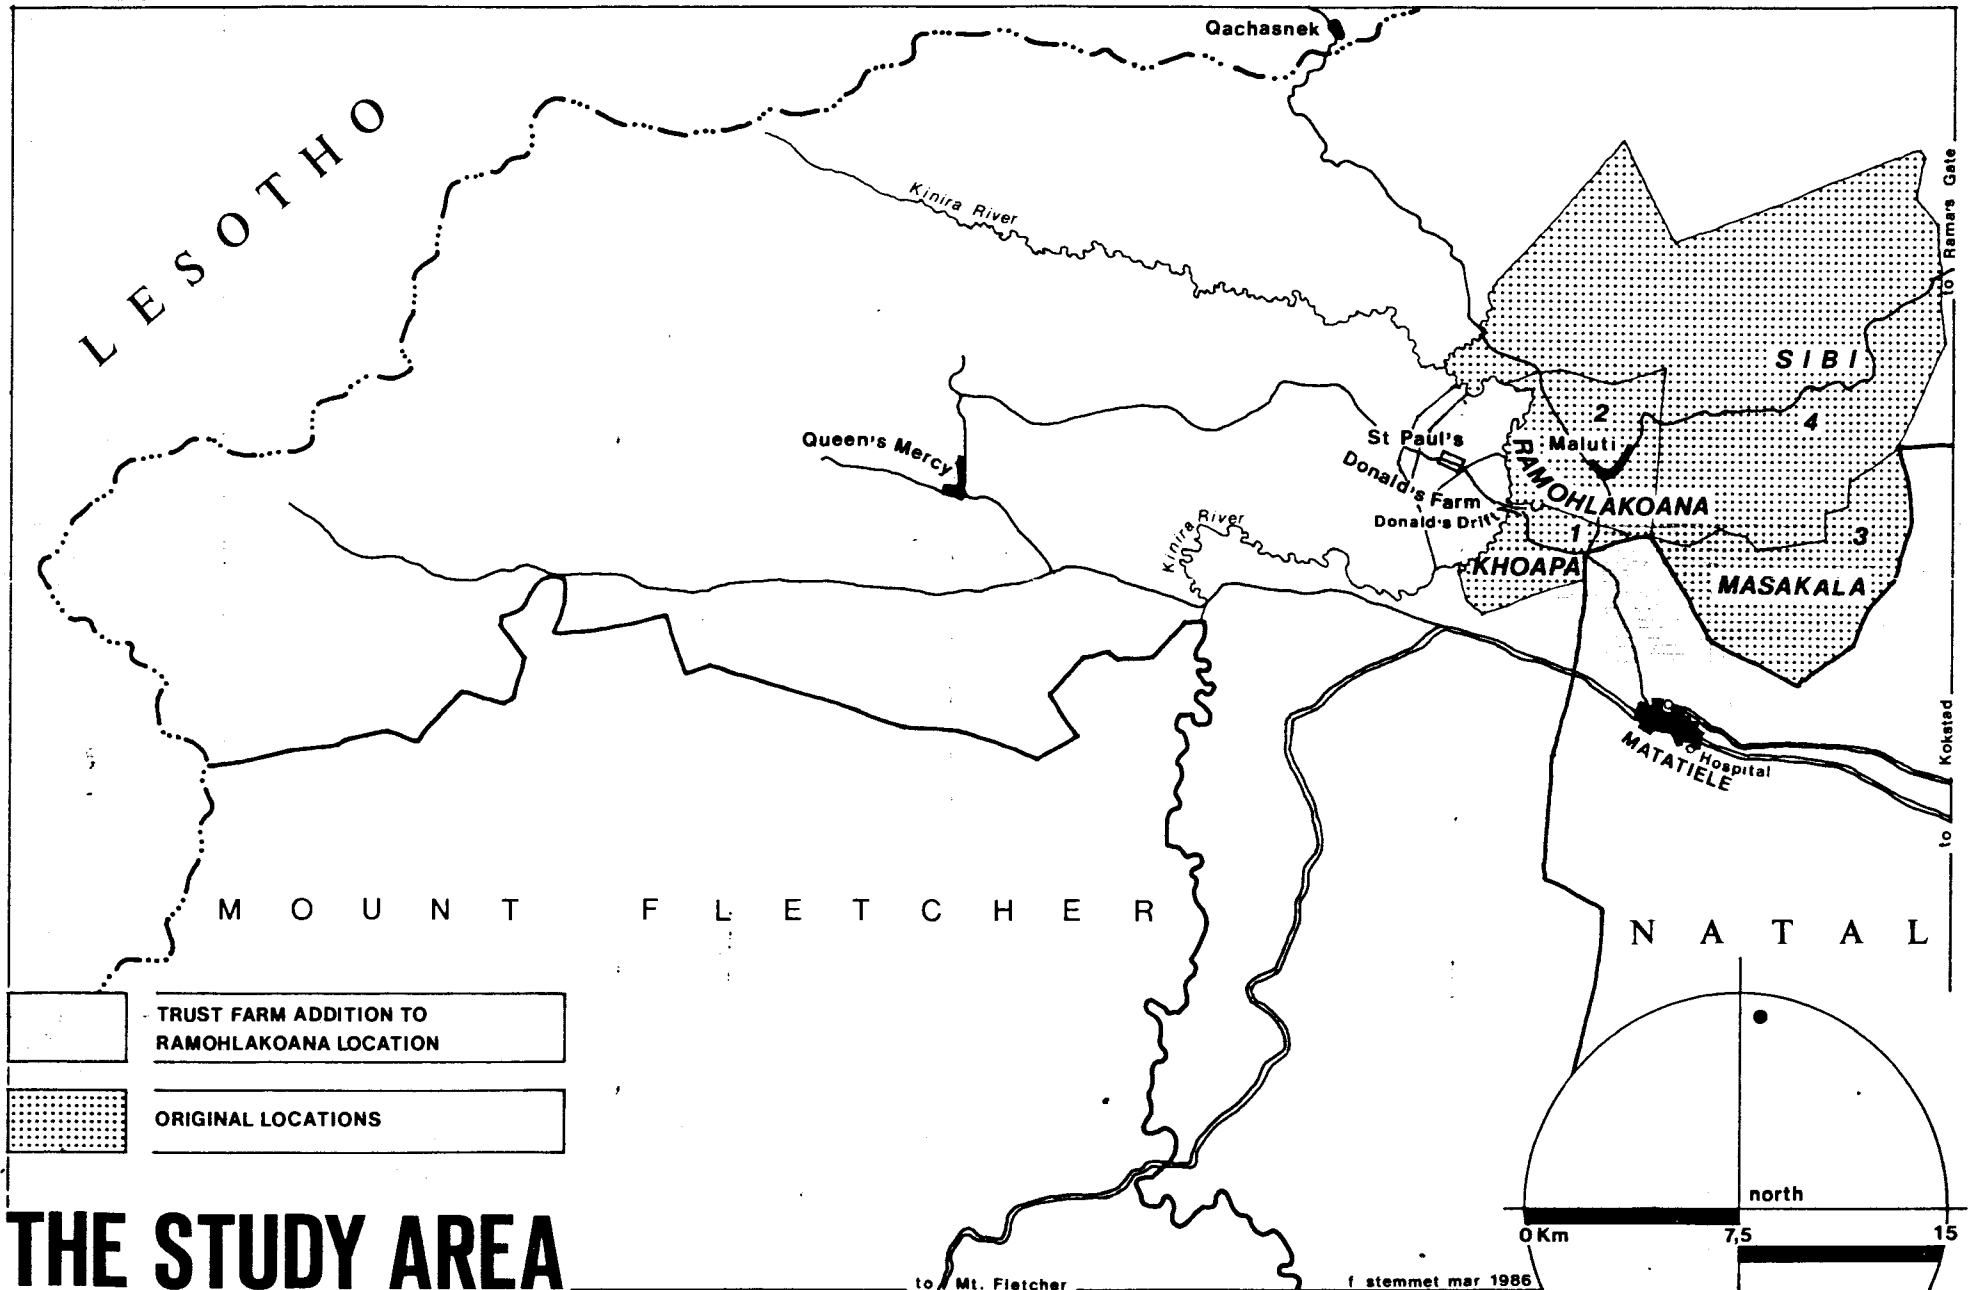 Qachasnek
LESOTHO
Kinira River
to Rama's Gate
SIBI
2
4
Queen's Mercy
St Paul's
Maluti
Donald's Farm
RAMOHLAKOANA
Donald's Drift
Kinira River
1
3
KHOAPA
MASAKALA
MATATIELE
Hospital
to Kokstad
MOUNT FLETCHER
NATAL
TRUST FARM ADDITION TO
RAMOHLAKOANA LOCATION
ORIGINAL LOCATIONS
north
0 Km 7,5 15
THE STUDY AREA
to Mt. Fletcher
f stemmet mar 1986